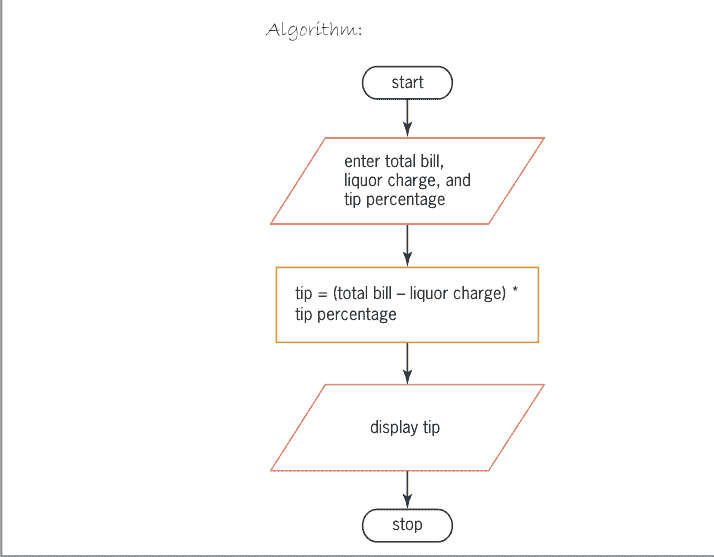 Algorithm:
start
enter total bill,
liquor charge, and
tip percentage
tip = (total bill – liquor charge) *
tip percentage
display tip
stop